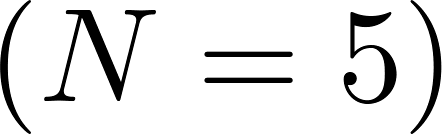 (N = 5)